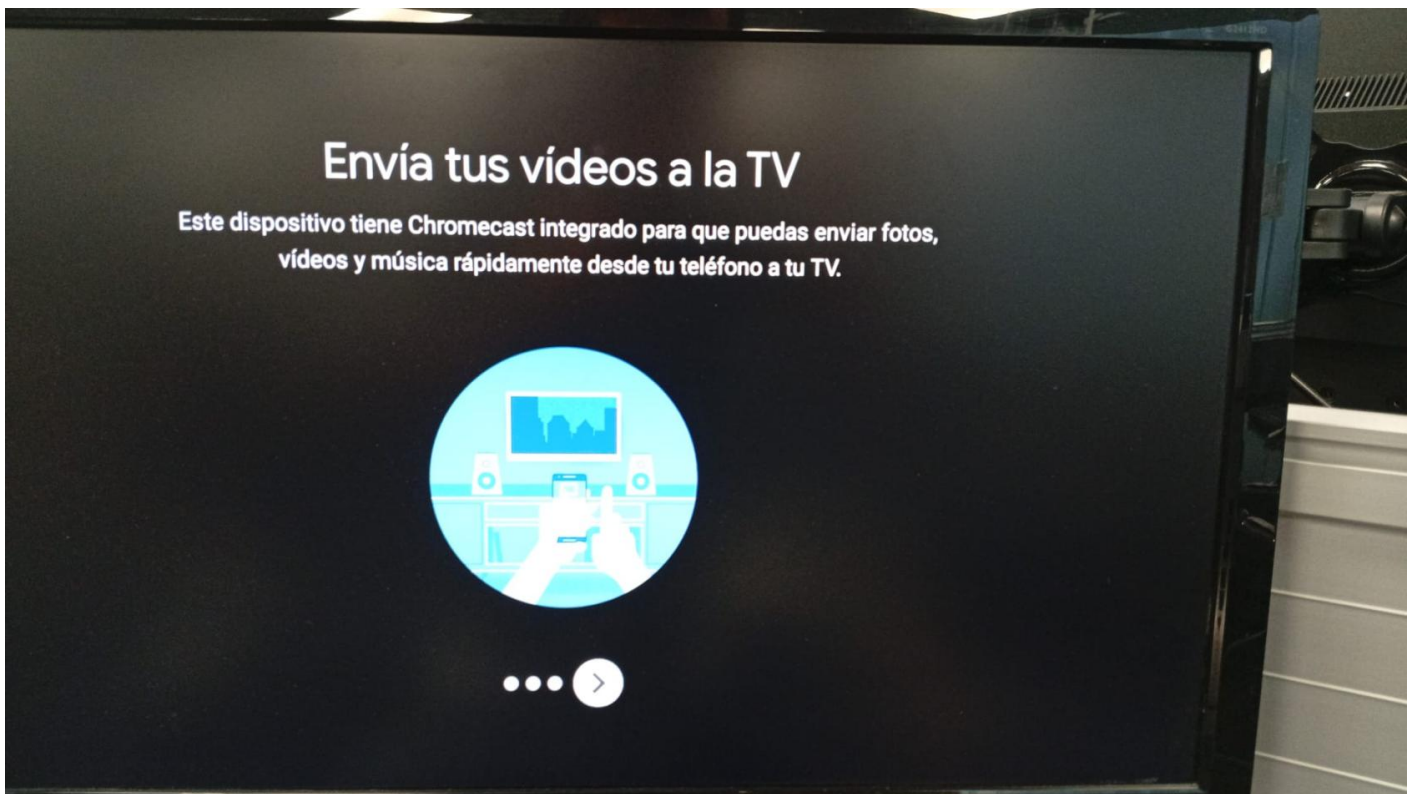 G2412HD
Envía tus vídeos a la TV
Este dispositivo tiene Chromecast integrado para que puedas enviar fotos,
vídeos y música rápidamente desde tu teléfono a tu TV.